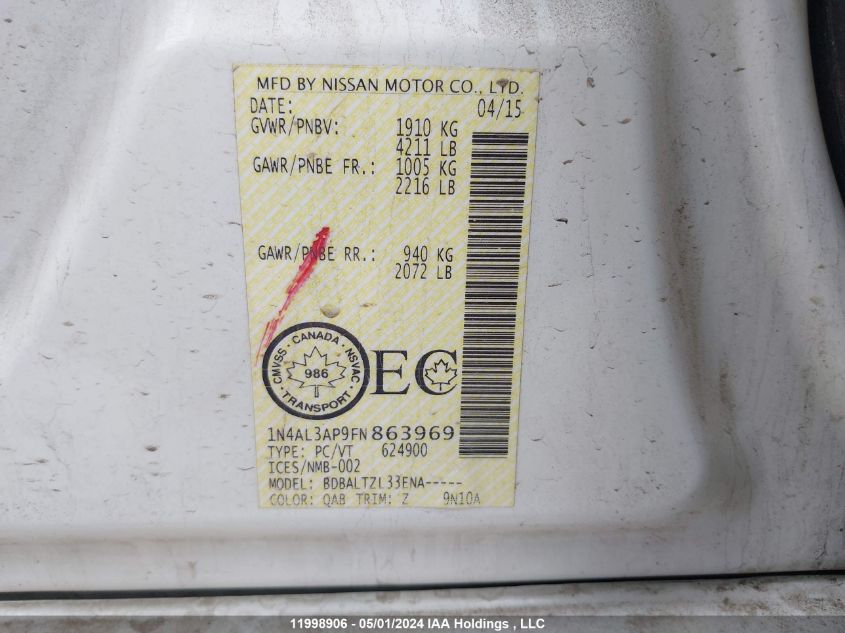 MFD BY NISSAN MOTOR CO., LTD.
DATE: 04/15
GVWR/PNBV: 1910 KG
4211 LB
GAWR/PNBE FR.: 1005 KG
2216 LB
GAWR/PNBE RR.: 940 KG
2072 LB
CANADA
CMVSS NSVAC
986
TRANSPORT
EC
1N4AL3AP9FN863969
TYPE: PC/VT 624900
ICES/NMB-002
MODEL: BDBALTZL33ENA-----
COLOR: QAB TRIM: Z 9N10A
11998906 - 05/01/2024 IAA Holdings , LLC